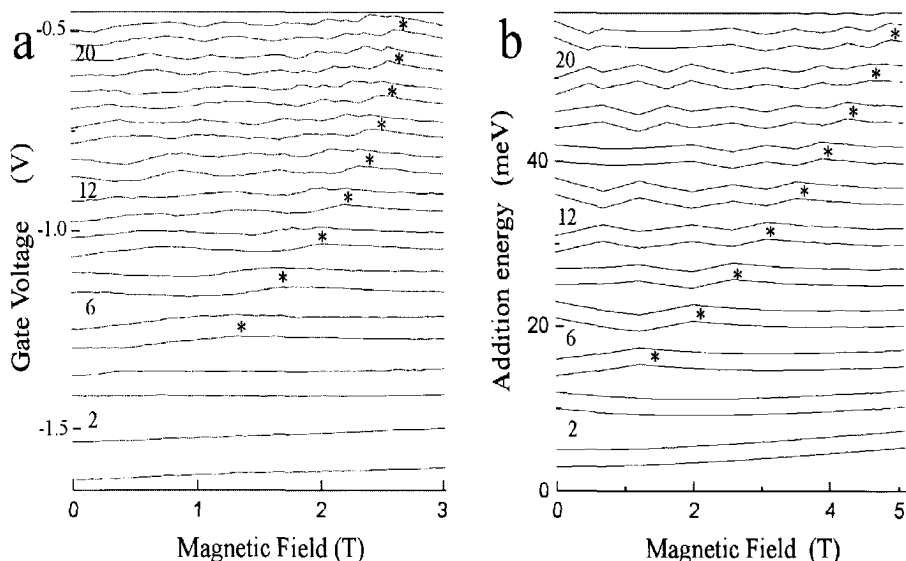 a
-0.5
20
12
-1.0
6
-1.5
2
Gate Voltage (V)
0 1 2 3
Magnetic Field (T)
* * * * * * * * *
b
20
40
12
20
6
2
0
Addition energy (meV)
0 2 4 5
Magnetic Field (T)
* * * * * * * * *